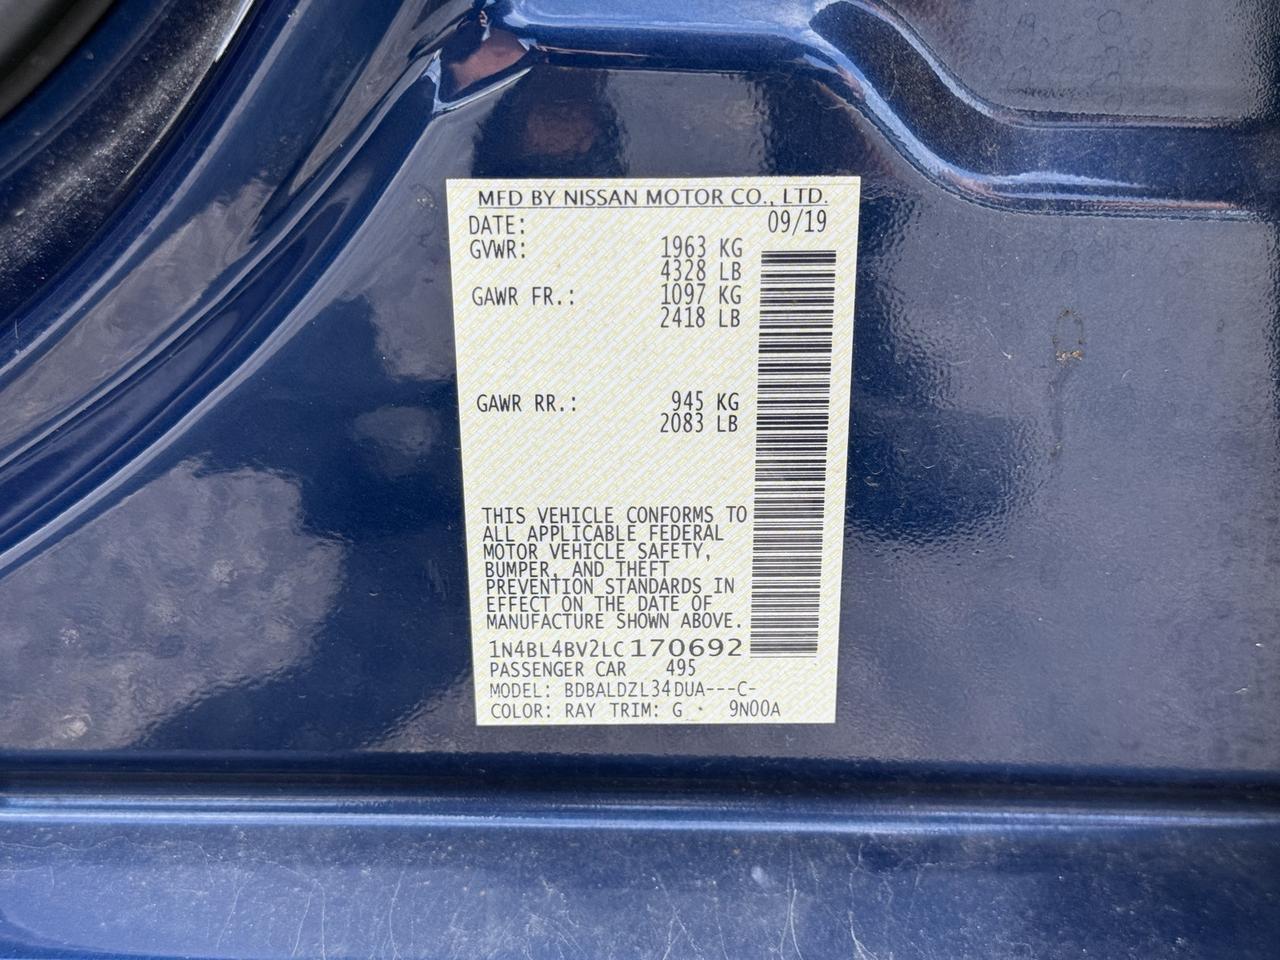 MFD BY NISSAN MOTOR CO., LTD.
DATE: 09/19
GVWR: 1963 KG
4328 LB
GAWR FR.: 1097 KG
2418 LB
GAWR RR.: 945 KG
2083 LB
THIS VEHICLE CONFORMS TO
ALL APPLICABLE FEDERAL
MOTOR VEHICLE SAFETY,
BUMPER, AND THEFT
PREVENTION STANDARDS IN
EFFECT ON THE DATE OF
MANUFACTURE SHOWN ABOVE.
1N4BL4BV2LC170692
PASSENGER CAR 495
MODEL: BDBALDZL34DUA---C-
COLOR: RAY TRIM: G - 9N00A